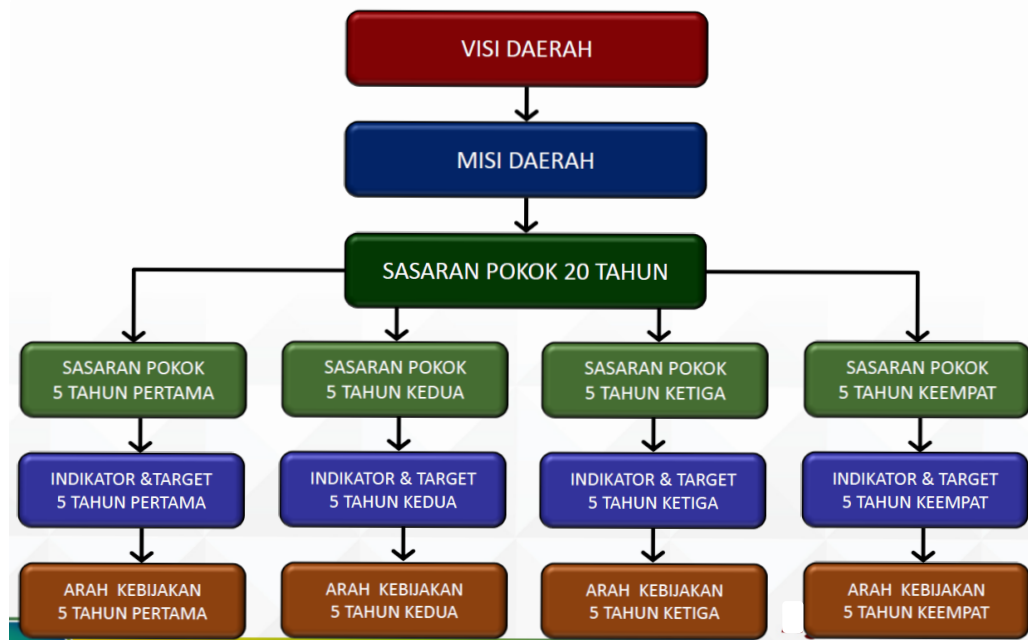 VISI DAERAH
MISI DAERAH
SASARAN POKOK 20 TAHUN
SASARAN POKOK
5 TAHUN PERTAMA
SASARAN POKOK
5 TAHUN KEDUA
SASARAN POKOK
5 TAHUN KETIGA
SASARAN POKOK
5 TAHUN KEEMPAT
INDIKATOR &TARGET
5 TAHUN PERTAMA
INDIKATOR & TARGET
5 TAHUN KEDUA
INDIKATOR & TARGET
5 TAHUN KETIGA
INDIKATOR & TARGET
5 TAHUN KEEMPAT
ARAH KEBIJAKAN
5 TAHUN PERTAMA
ARAH KEBIJAKAN
5 TAHUN KEDUA
ARAH KEBIJAKAN
5 TAHUN KETIGA
ARAH KEBIJAKAN
5 TAHUN KEEMPAT